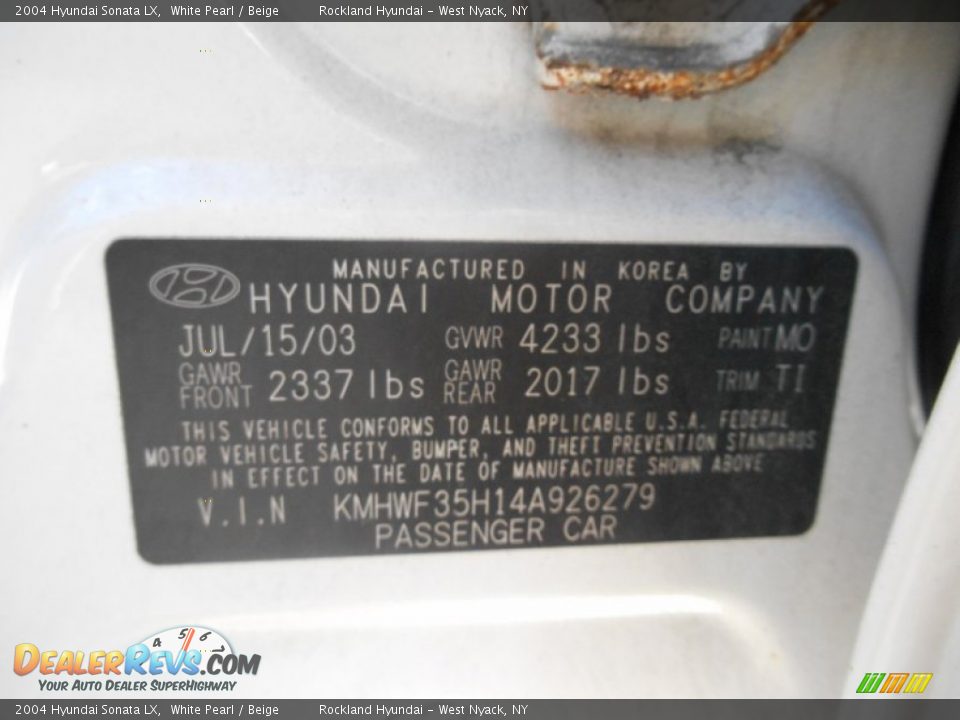 2004 Hyundai Sonata LX, White Pearl / Beige Rockland Hyundai - West Nyack, NY
MANUFACTURED IN KOREA BY
HYUNDAI MOTOR COMPANY
JUL/15/03 GVWR 4233 lbs PAINT MO
GAWR FRONT 2337 lbs GAWR REAR 2017 lbs TRIM TI
THIS VEHICLE CONFORMS TO ALL APPLICABLE U.S.A. FEDERAL
MOTOR VEHICLE SAFETY, BUMPER, AND THEFT PREVENTION STANDARDS
IN EFFECT ON THE DATE OF MANUFACTURE SHOWN ABOVE
V.I.N KMHWF35H14A926279
PASSENGER CAR
4 5 6
DEALERREVS.COM
YOUR AUTO DEALER SUPERHIGHWAY
2004 Hyundai Sonata LX, White Pearl / Beige Rockland Hyundai - West Nyack, NY